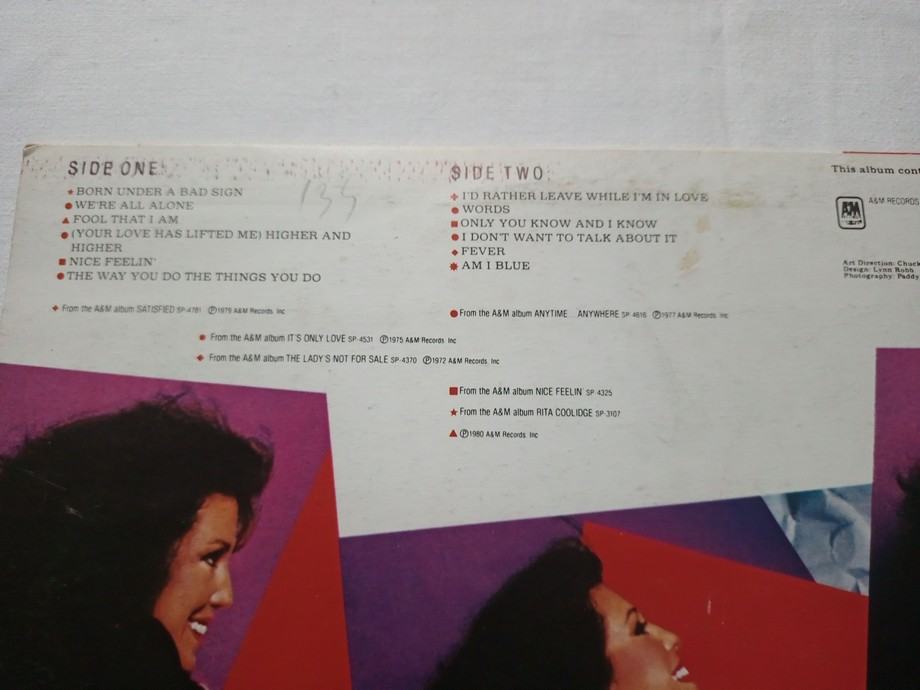 SIDE ONE
★ BORN UNDER A BAD SIGN
● WE'RE ALL ALONE
▲ FOOL THAT I AM
● (YOUR LOVE HAS LIFTED ME) HIGHER AND
HIGHER
■ NICE FEELIN'
● THE WAY YOU DO THE THINGS YOU DO
135
SIDE TWO
✚ I'D RATHER LEAVE WHILE I'M IN LOVE
● WORDS
■ ONLY YOU KNOW AND I KNOW
● I DON'T WANT TO TALK ABOUT IT
◆ FEVER
✸ AM I BLUE
This album cont
A&M
A&M RECORDS
Art Direction: Chuck
Design: Lynn Robb
Photography: Paddy
✚ From the A&M album SATISFIED SP-4781 Ⓟ1979 A&M Records, Inc
● From the A&M album ANYTIME... ANYWHERE SP 4616 Ⓟ1977 A&M Records, Inc
✸ From the A&M album IT'S ONLY LOVE SP-4531 Ⓟ1975 A&M Records Inc
◆ From the A&M album THE LADY'S NOT FOR SALE SP-4370 Ⓟ1972 A&M Records, Inc
■ From the A&M album NICE FEELIN' SP 4325
★ From the A&M album RITA COOLIDGE SP-3107
▲ Ⓟ1980 A&M Records, Inc